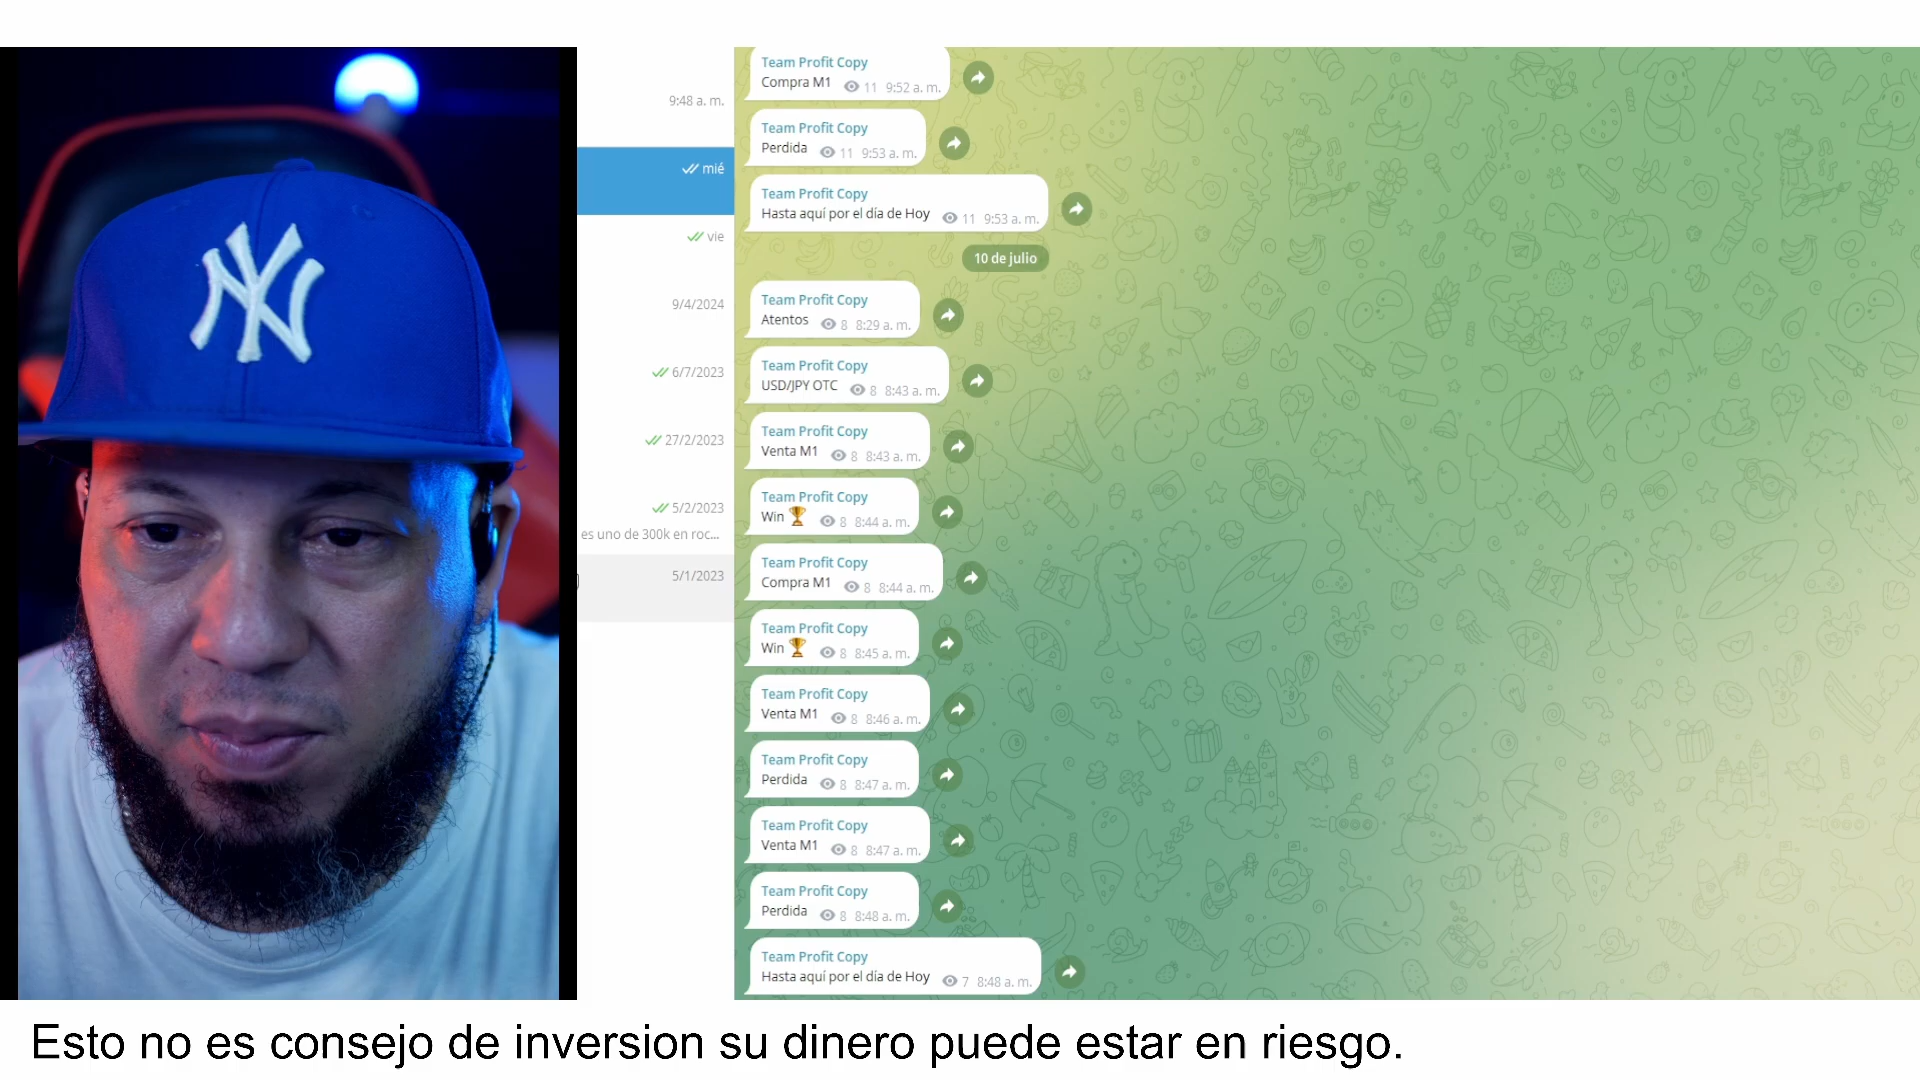 NY
9:48 a. m.
mié
vie
9/4/2024
6/7/2023
27/2/2023
5/2/2023
es uno de 300k en roc...
5/1/2023
Team Profit Copy
Compra M1 11 9:52 a. m.
Team Profit Copy
Perdida 11 9:53 a. m.
Team Profit Copy
Hasta aquí por el día de Hoy 11 9:53 a. m.
10 de julio
Team Profit Copy
Atentos 8 8:29 a. m.
Team Profit Copy
USD/JPY OTC 8 8:43 a. m.
Team Profit Copy
Venta M1 8 8:43 a. m.
Team Profit Copy
Win 🏆 8 8:44 a. m.
Team Profit Copy
Compra M1 8 8:44 a. m.
Team Profit Copy
Win 🏆 8 8:45 a. m.
Team Profit Copy
Venta M1 8 8:46 a. m.
Team Profit Copy
Perdida 8 8:47 a. m.
Team Profit Copy
Venta M1 8 8:47 a. m.
Team Profit Copy
Perdida 8 8:48 a. m.
Team Profit Copy
Hasta aquí por el día de Hoy 7 8:48 a. m.
Esto no es consejo de inversion su dinero puede estar en riesgo.